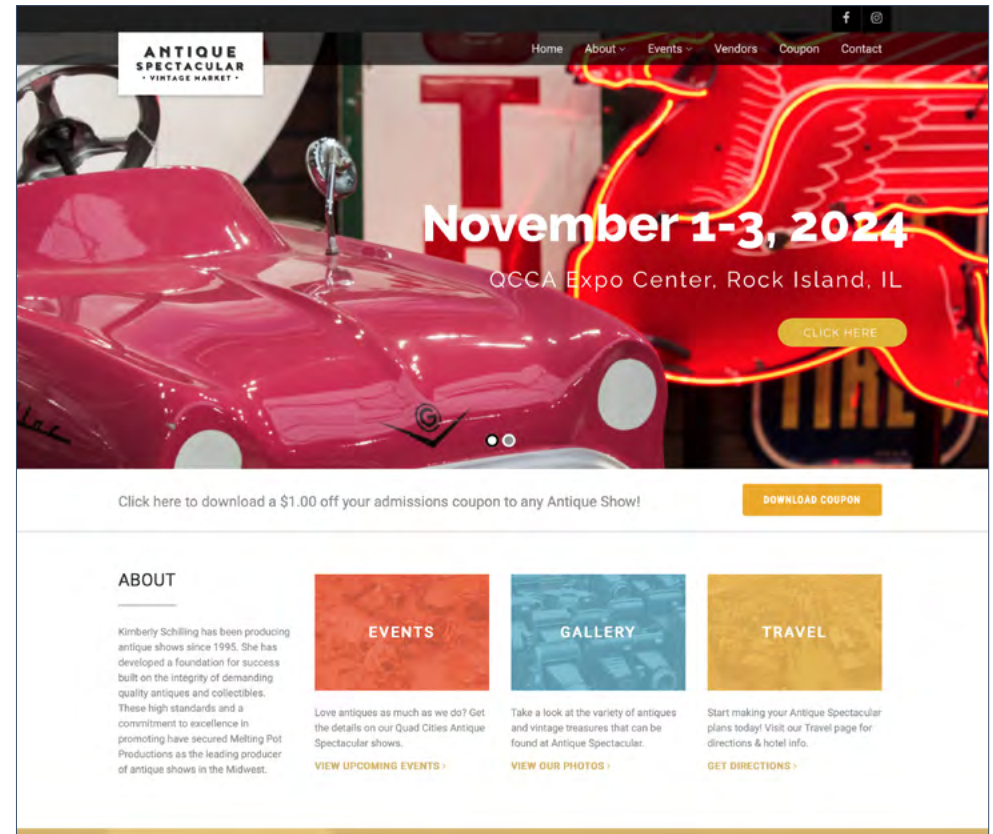 ANTIQUE
SPECTACULAR
• VINTAGE MARKET •
Home About Events Vendors Coupon Contact
November 1-3, 2024
QCCA Expo Center, Rock Island, IL
CLICK HERE
Click here to download a $1.00 off your admissions coupon to any Antique Show!
DOWNLOAD COUPON
ABOUT
Kimberly Schilling has been producing
antique shows since 1995. She has
developed a foundation for success
built on the integrity of demanding
quality antiques and collectibles.
These high standards and a
commitment to excellence in
promoting have secured Melting Pot
Productions as the leading producer
of antique shows in the Midwest.
EVENTS
Love antiques as much as we do? Get
the details on our Quad Cities Antique
Spectacular shows.
VIEW UPCOMING EVENTS ›
GALLERY
Take a look at the variety of antiques
and vintage treasures that can be
found at Antique Spectacular.
VIEW OUR PHOTOS ›
TRAVEL
Start making your Antique Spectacular
plans today! Visit our Travel page for
directions & hotel info.
GET DIRECTIONS ›